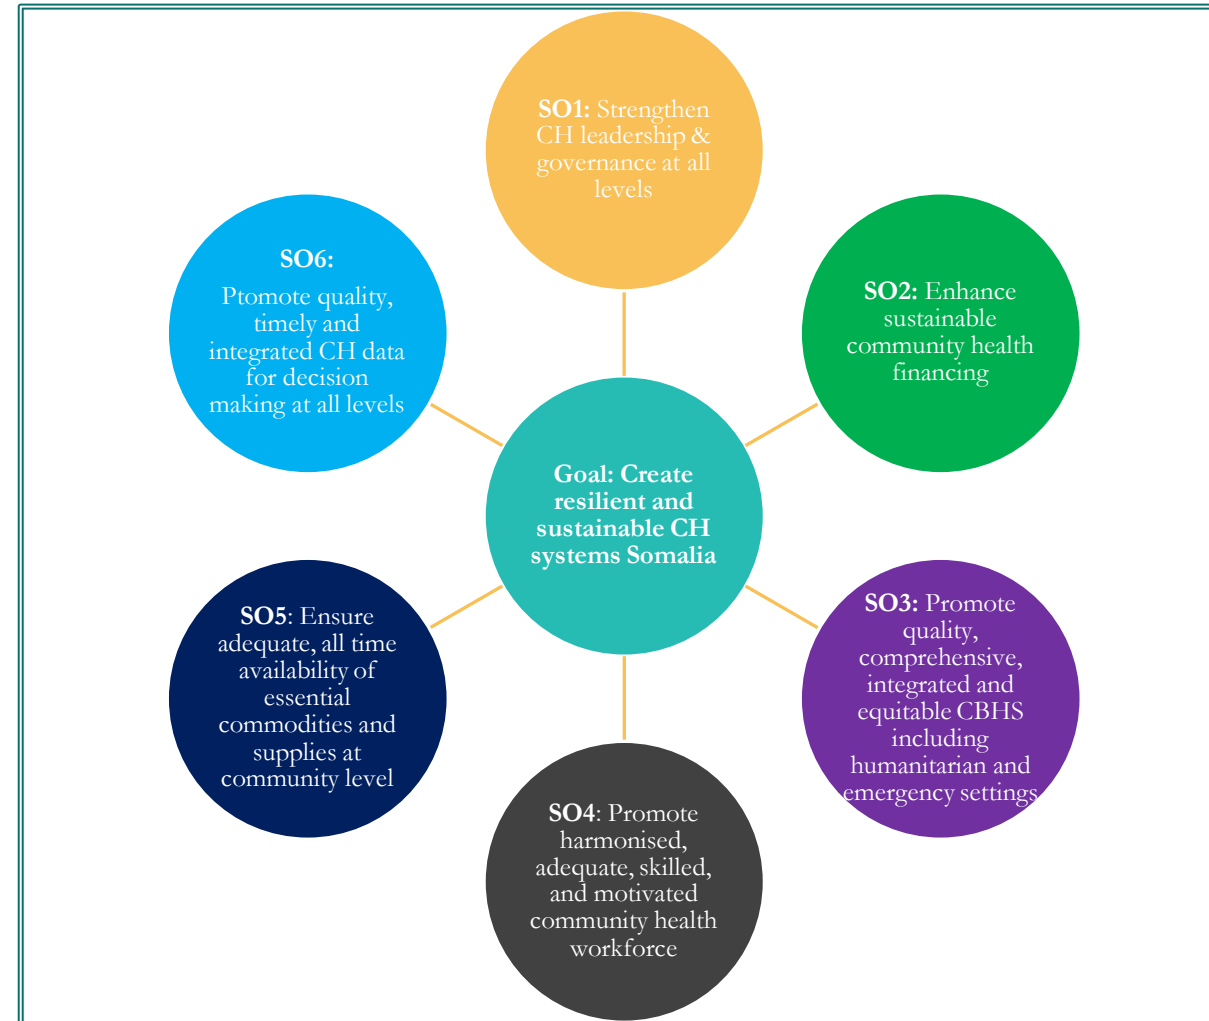 SO1: Strengthen
CH leadership &
governance at all
levels
SO2: Enhance
sustainable
community health
financing
SO3: Promote
quality,
comprehensive,
integrated and
equitable CBHS
including
humanitarian and
emergency settings
SO4: Promote
harmonised,
adequate, skilled,
and motivated
community health
workforce
SO5: Ensure
adequate, all time
availability of
essential
commodities and
supplies at
community level
SO6:
Ptomote quality,
timely and
integrated CH data
for decision
making at all levels
Goal: Create
resilient and
sustainable CH
systems Somalia